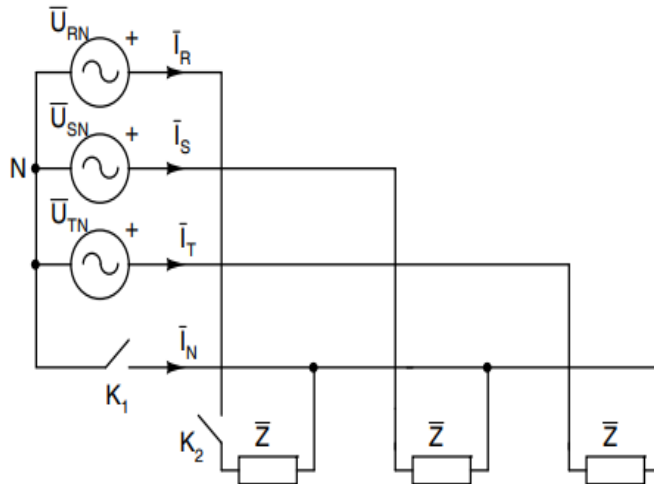 U̅RN
+
I̅R
U̅SN
+
I̅S
N
U̅TN
+
I̅T
I̅N
K1
K2
Z̅
Z̅
Z̅